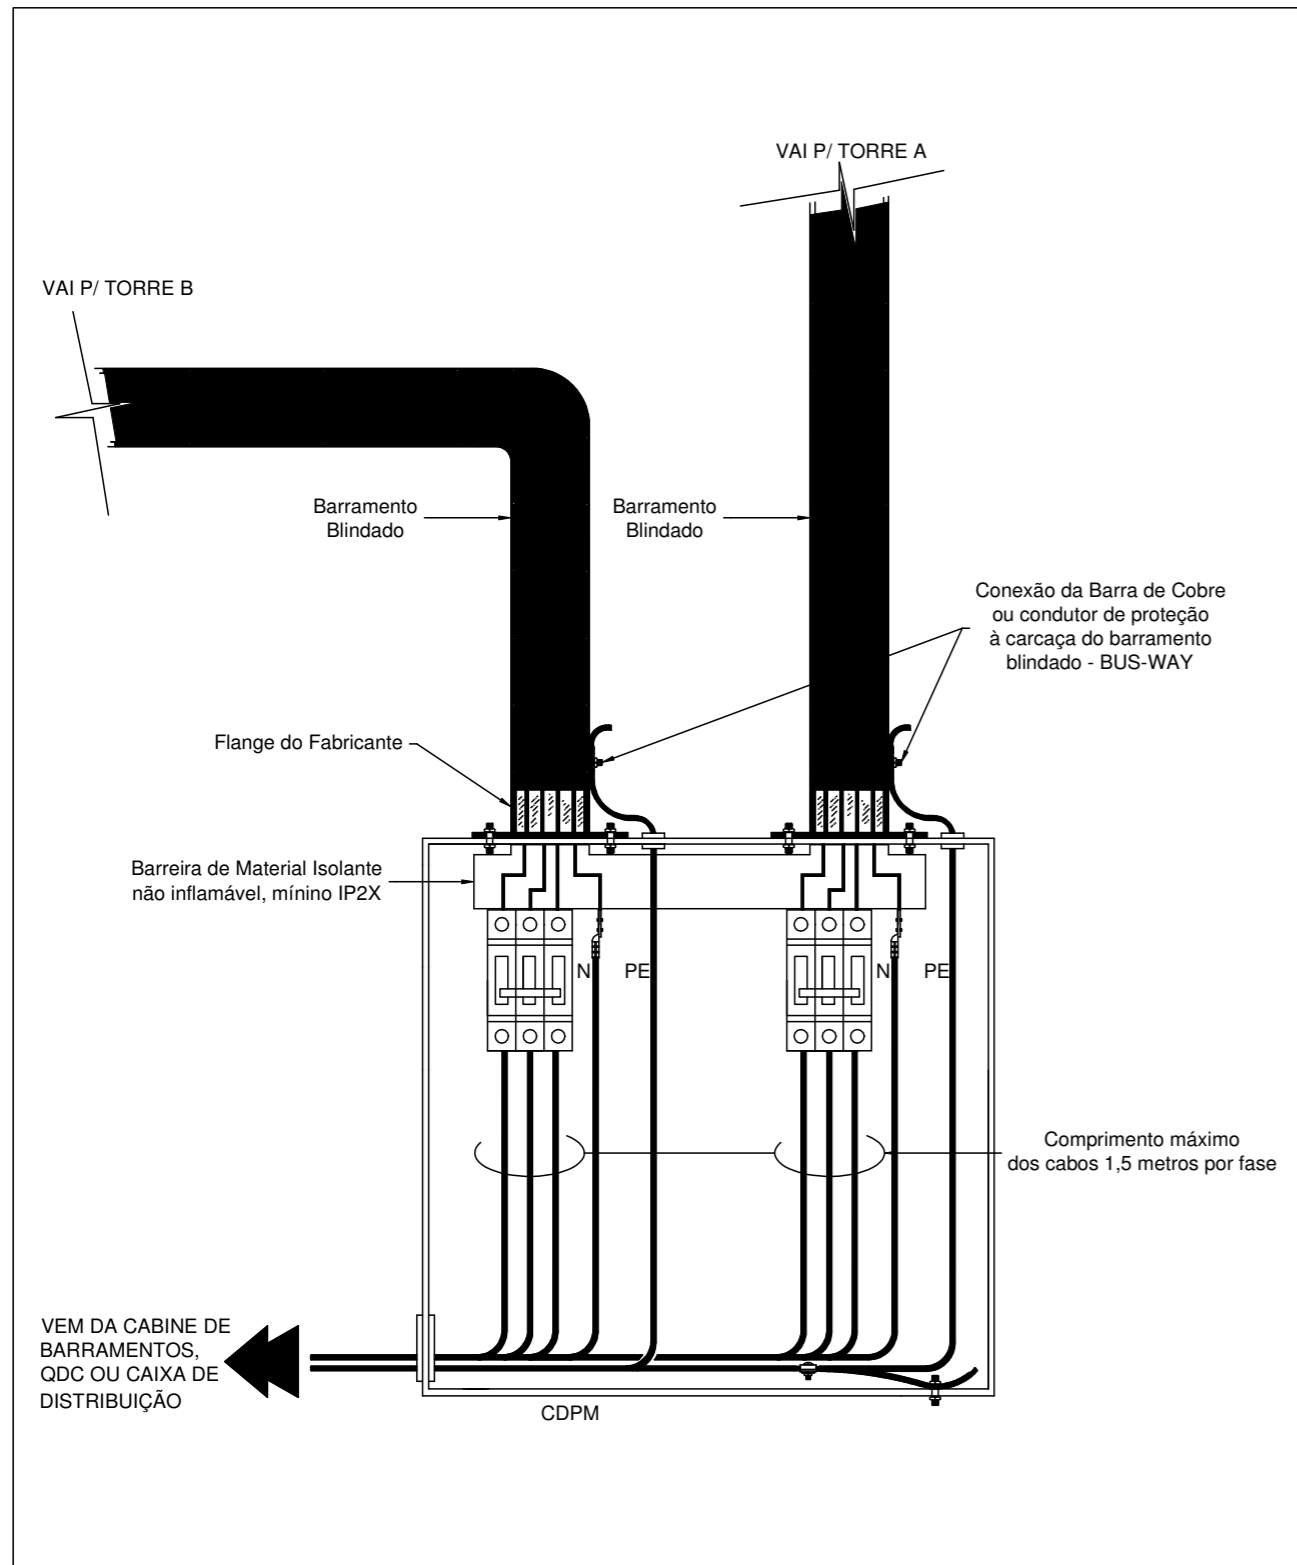 VAI P/ TORRE A
VAI P/ TORRE B
Barramento
Blindado
Barramento
Blindado
Conexão da Barra de Cobre
ou condutor de proteção
à carcaça do barramento
blindado - BUS-WAY
Flange do Fabricante
Barreira de Material Isolante
não inflamável, mínino IP2X
N
PE
N
PE
Comprimento máximo
dos cabos 1,5 metros por fase
VEM DA CABINE DE
BARRAMENTOS,
QDC OU CAIXA DE
DISTRIBUIÇÃO
CDPM